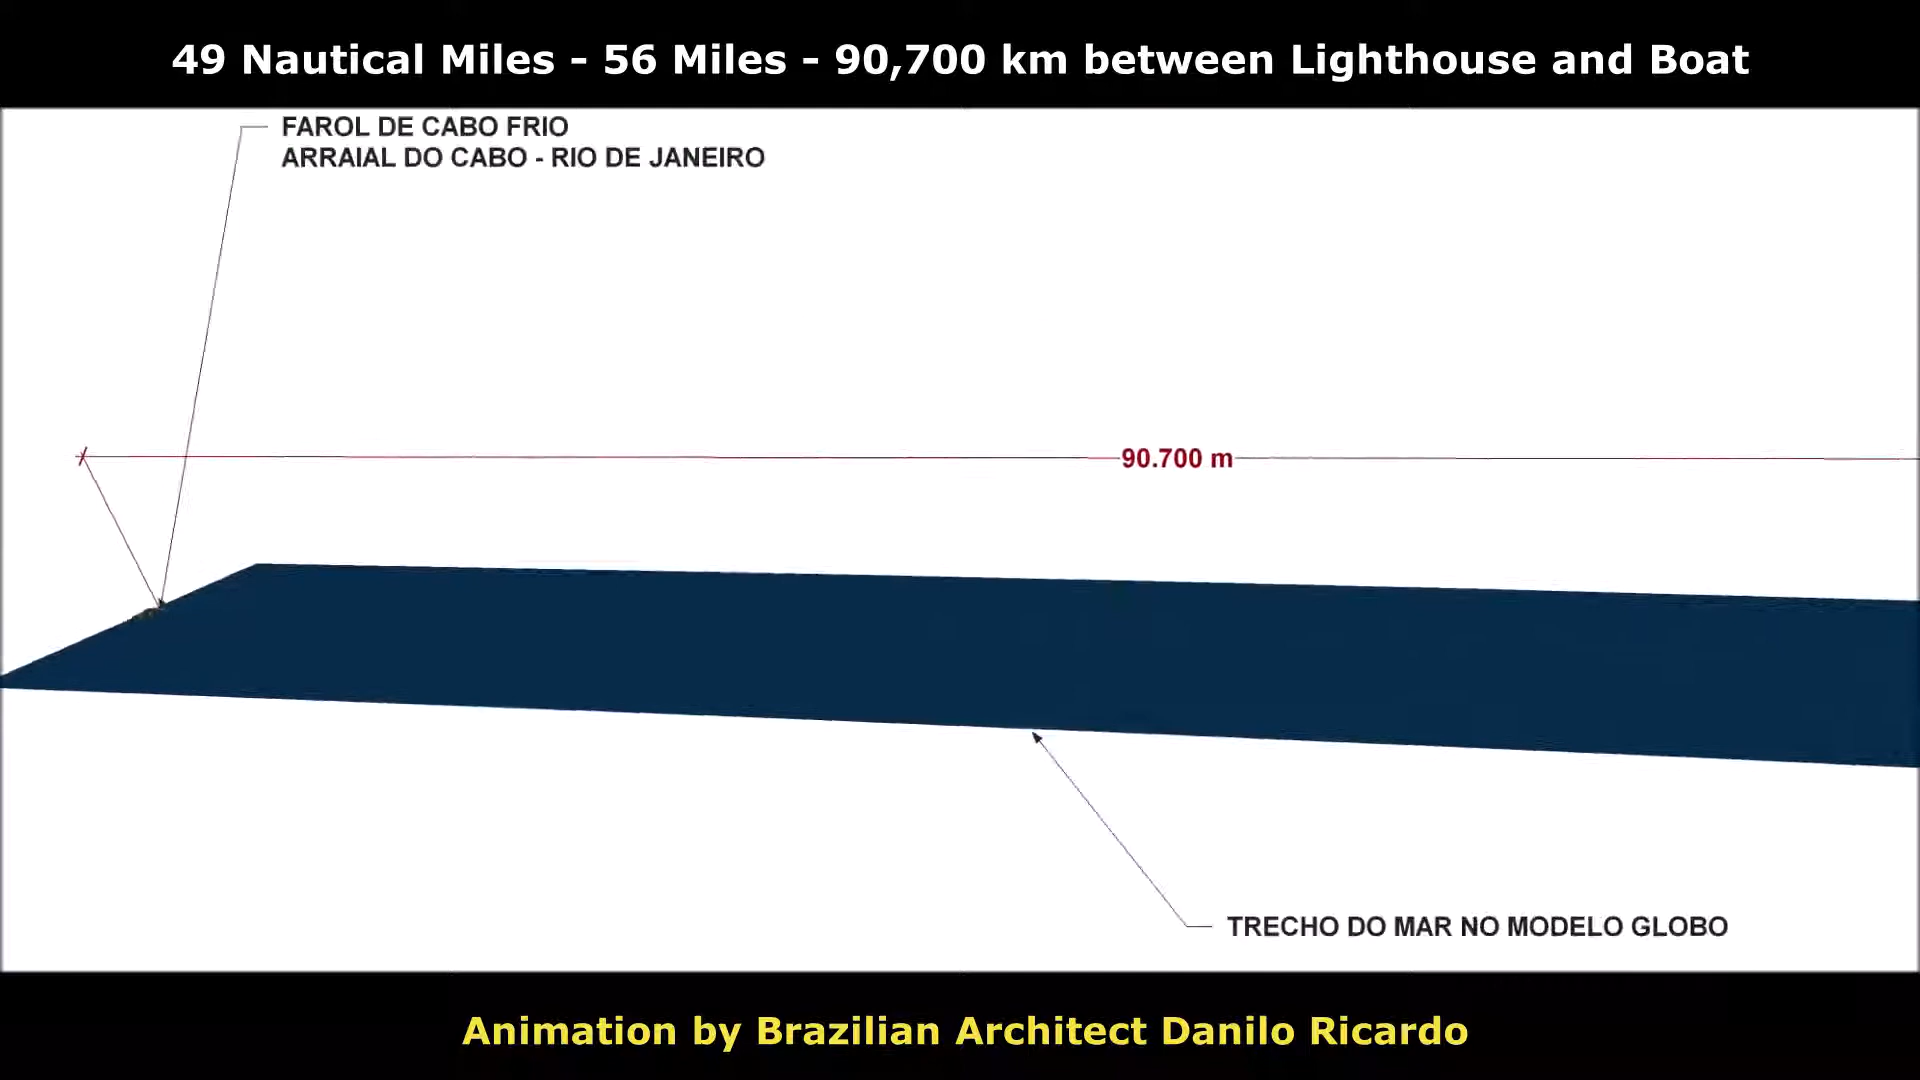 49 Nautical Miles - 56 Miles - 90,700 km between Lighthouse and Boat
FAROL DE CABO FRIO
ARRAIAL DO CABO - RIO DE JANEIRO
90.700 m
TRECHO DO MAR NO MODELO GLOBO
Animation by Brazilian Architect Danilo Ricardo